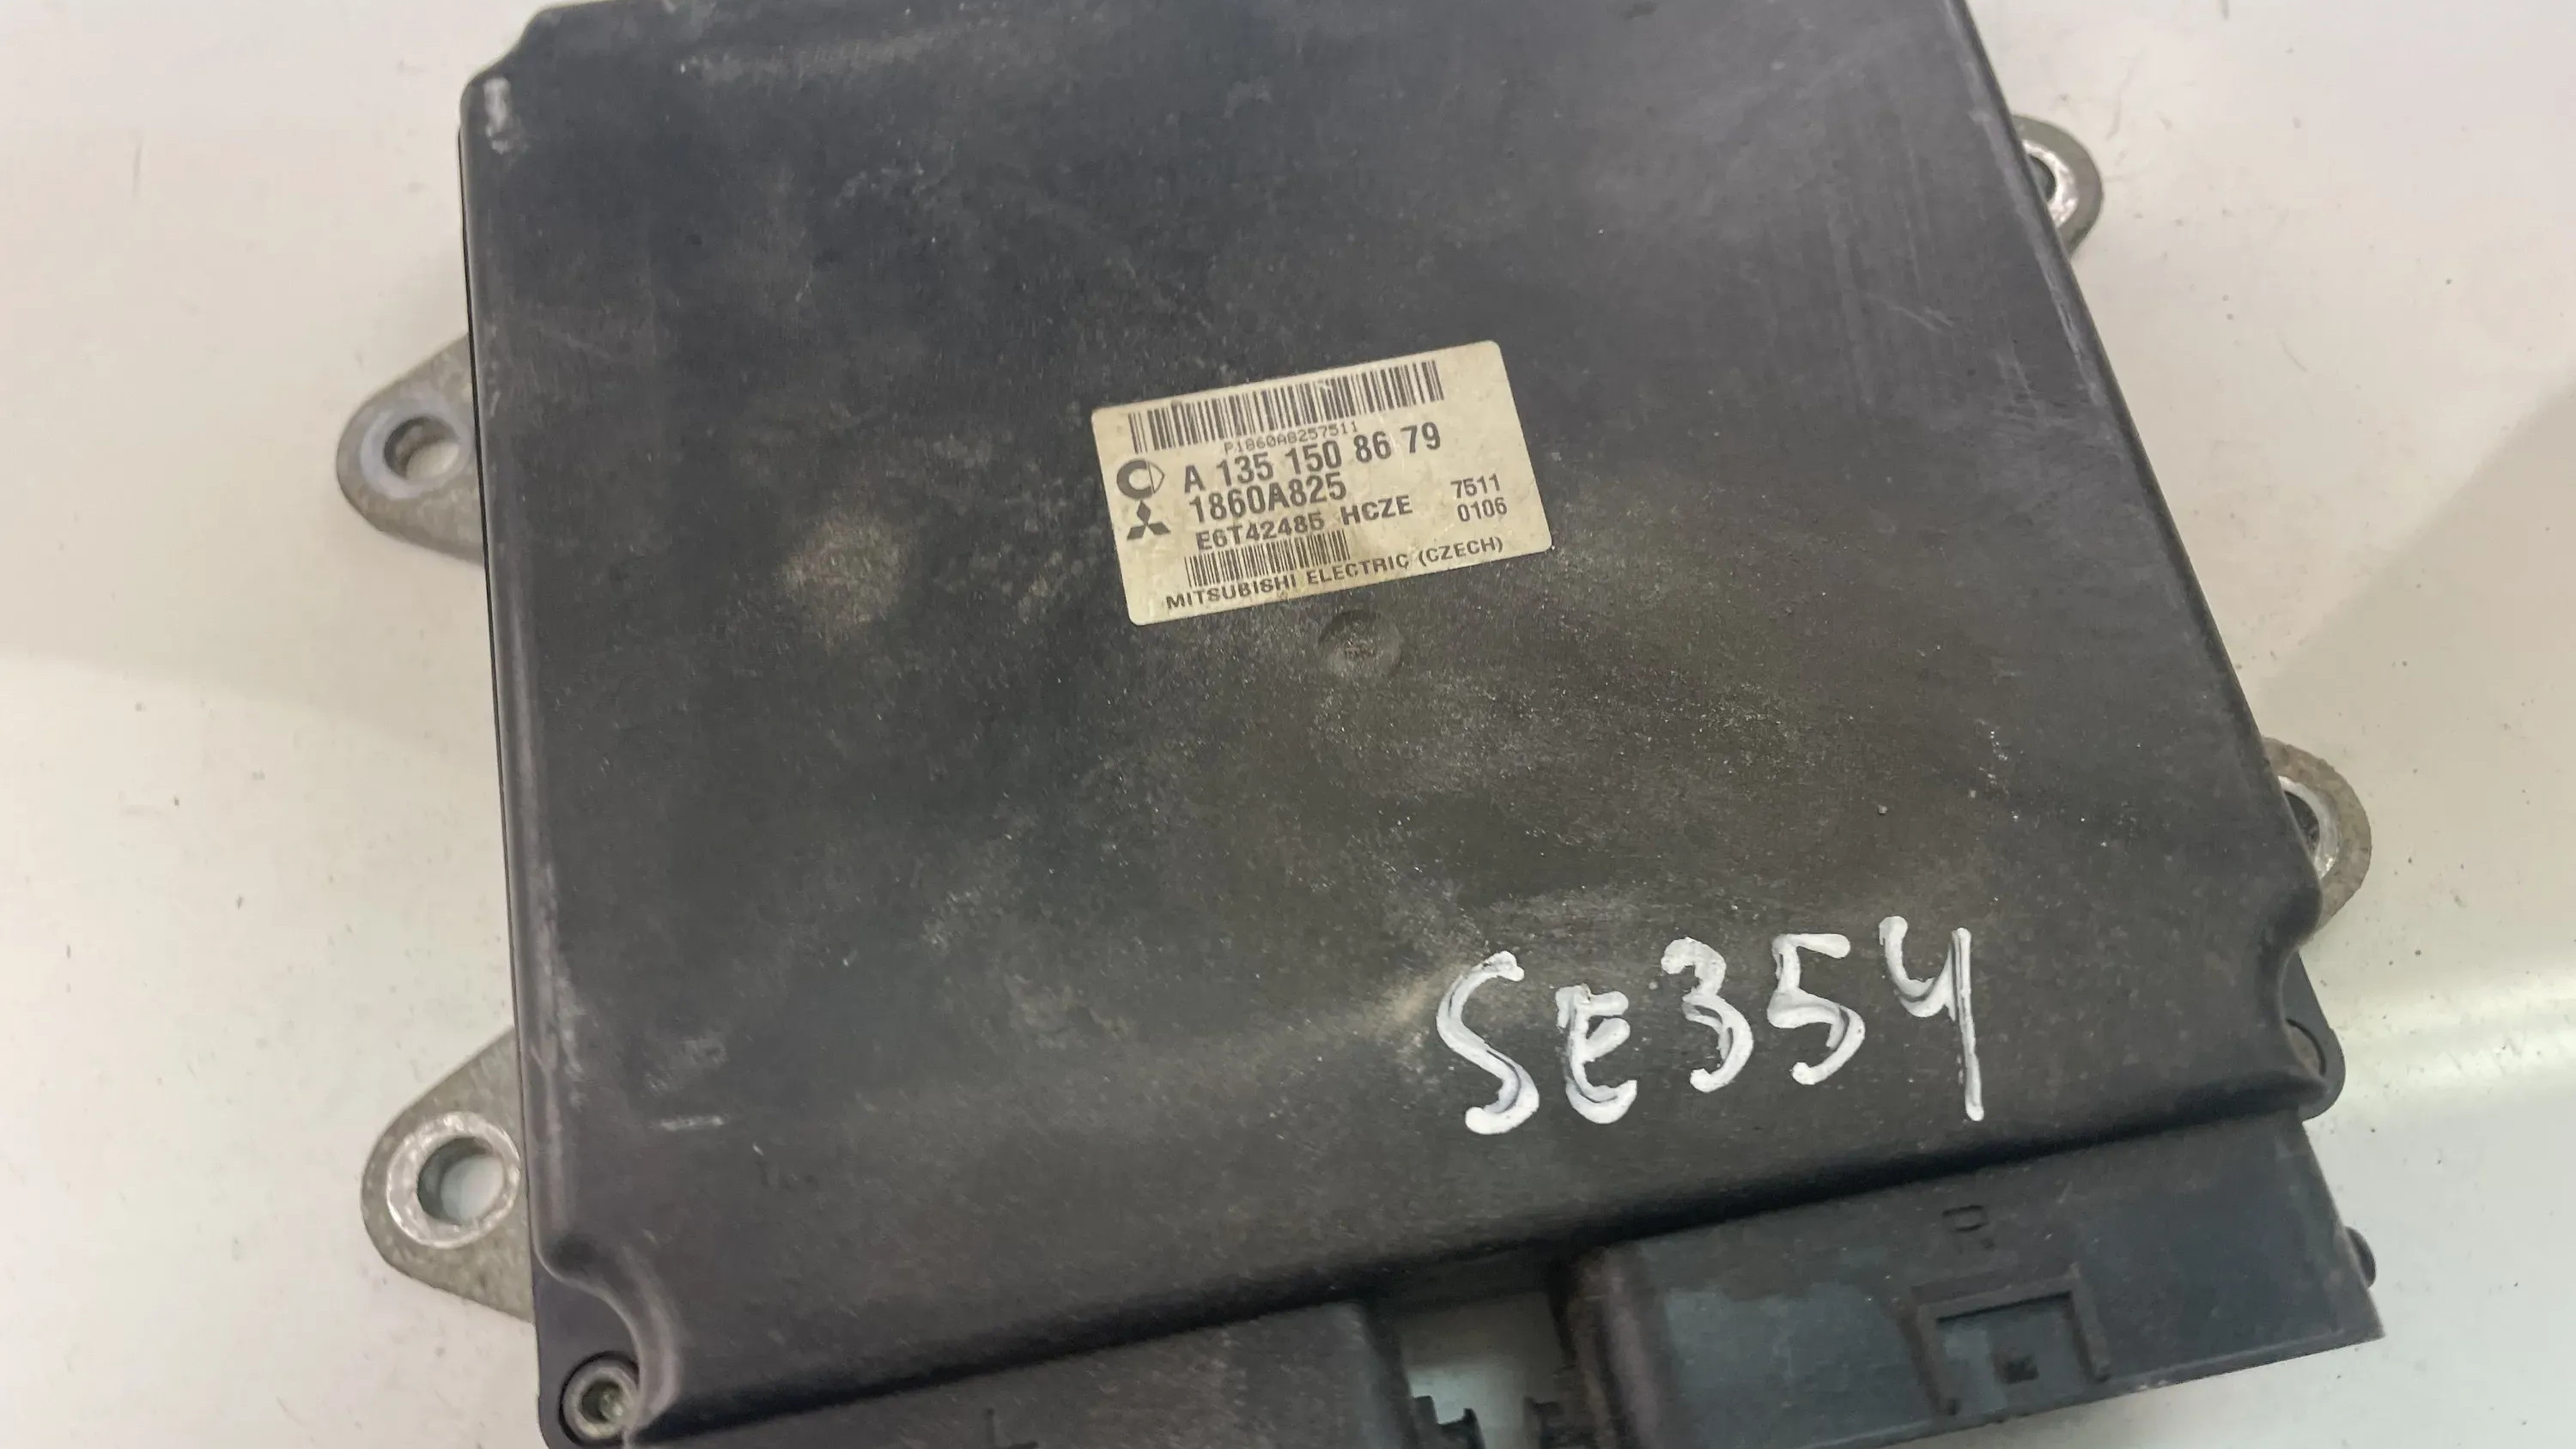 P1860A8257511
A 135 150 86 79
1860A825 7511
E6T42485 HCZE 0106
MITSUBISHI ELECTRIC (CZECH)
SE354